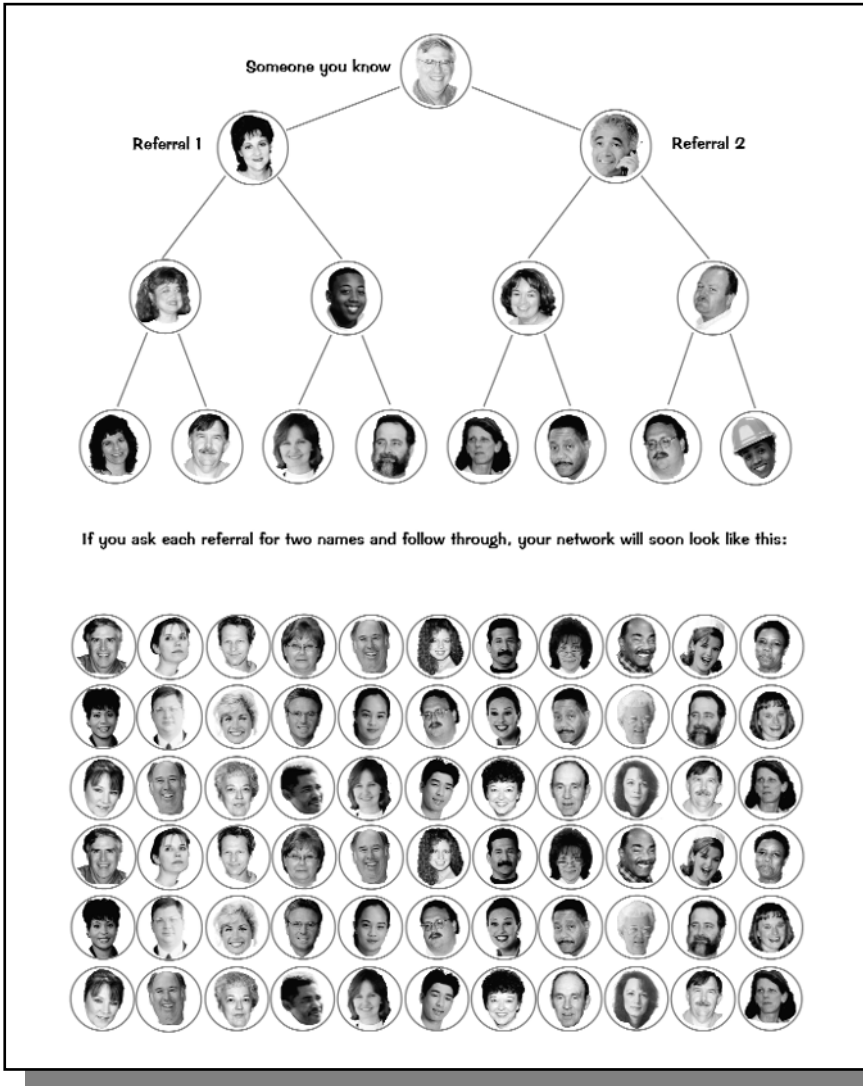 Someone you know
Referral 1
Referral 2
If you ask each referral for two names and follow through, your network will soon look like this: